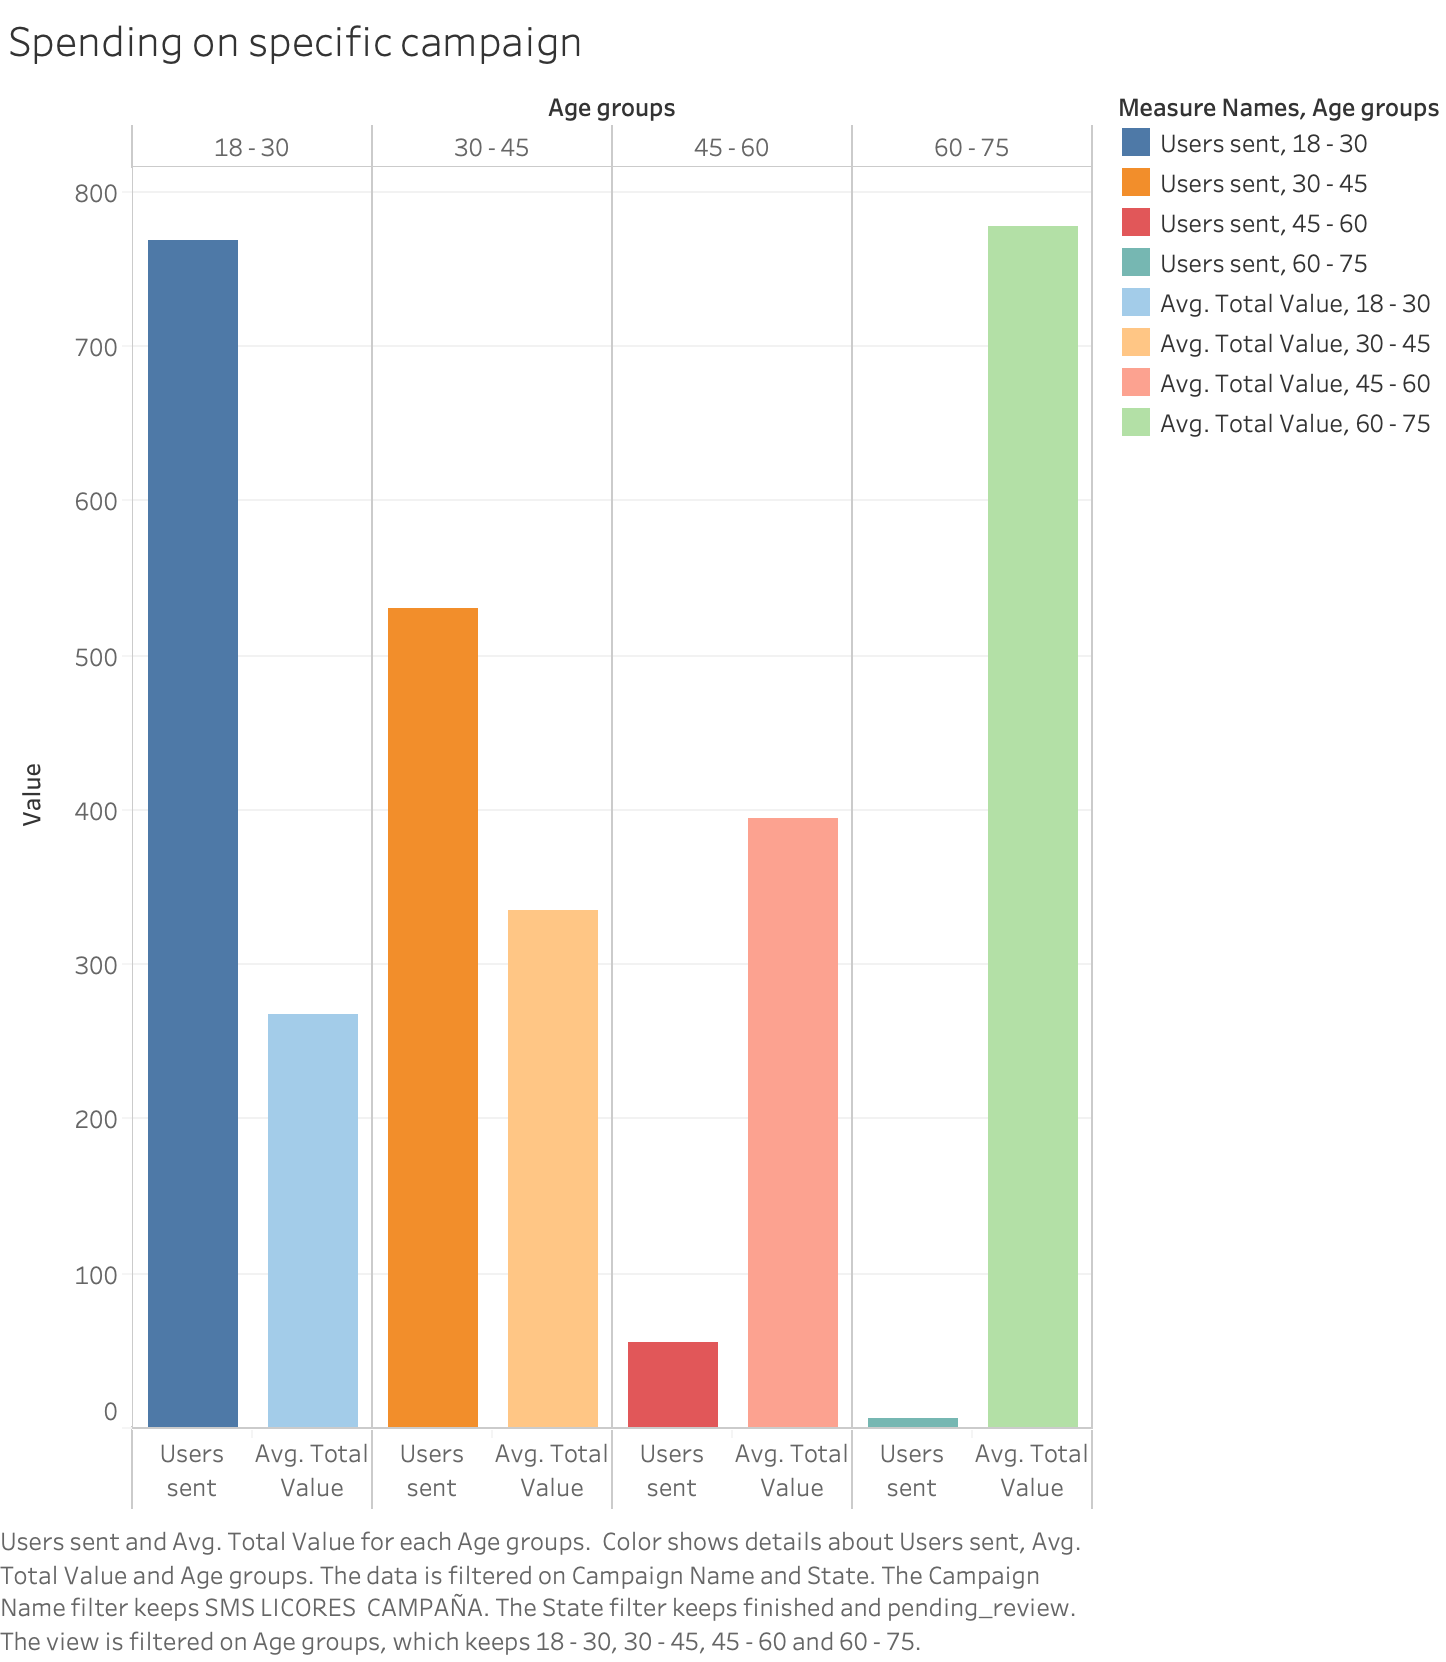 Spending on specific campaign
Age groups
18 - 30
30 - 45
45 - 60
60 - 75
Measure Names, Age groups
Users sent, 18 - 30
Users sent, 30 - 45
Users sent, 45 - 60
Users sent, 60 - 75
Avg. Total Value, 18 - 30
Avg. Total Value, 30 - 45
Avg. Total Value, 45 - 60
Avg. Total Value, 60 - 75
Value
800
700
600
500
400
300
200
100
0
Users
sent
Avg. Total
Value
Users
sent
Avg. Total
Value
Users
sent
Avg. Total
Value
Users
sent
Avg. Total
Value
Users sent and Avg. Total Value for each Age groups.  Color shows details about Users sent, Avg.
Total Value and Age groups. The data is filtered on Campaign Name and State. The Campaign
Name filter keeps SMS LICORES  CAMPAÑA. The State filter keeps finished and pending_review.
The view is filtered on Age groups, which keeps 18 - 30, 30 - 45, 45 - 60 and 60 - 75.